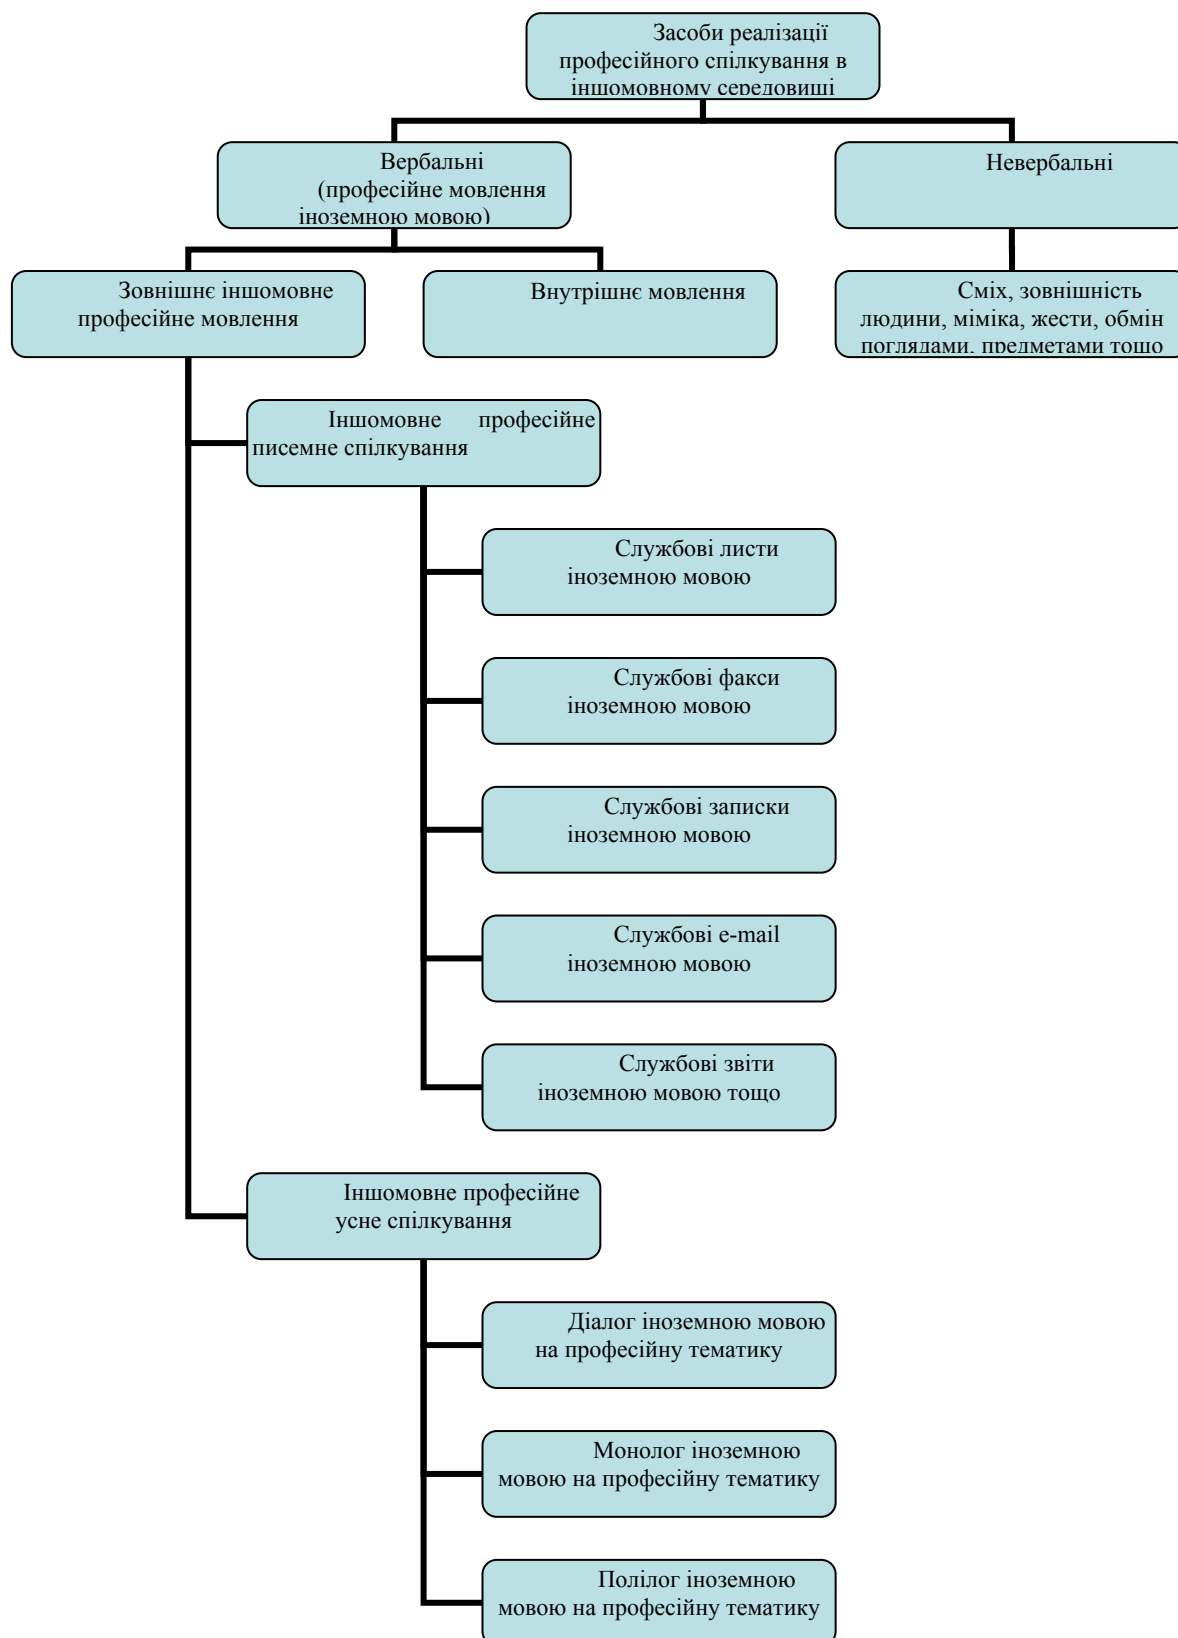 Засоби реалізації
професійного спілкування в
іншомовному середовищі
Вербальні
(професійне мовлення
іноземною мовою)
Невербальні
Зовнішнє іншомовне
професійне мовлення
Внутрішнє мовлення
Сміх, зовнішність
людини, міміка, жести, обмін
поглядами, предметами тощо
Іншомовне професійне
писемне спілкування
Службові листи
іноземною мовою
Службові факси
іноземною мовою
Службові записки
іноземною мовою
Службові e-mail
іноземною мовою
Службові звіти
іноземною мовою тощо
Іншомовне професійне
усне спілкування
Діалог іноземною мовою
на професійну тематику
Монолог іноземною
мовою на професійну тематику
Полілог іноземною
мовою на професійну тематику